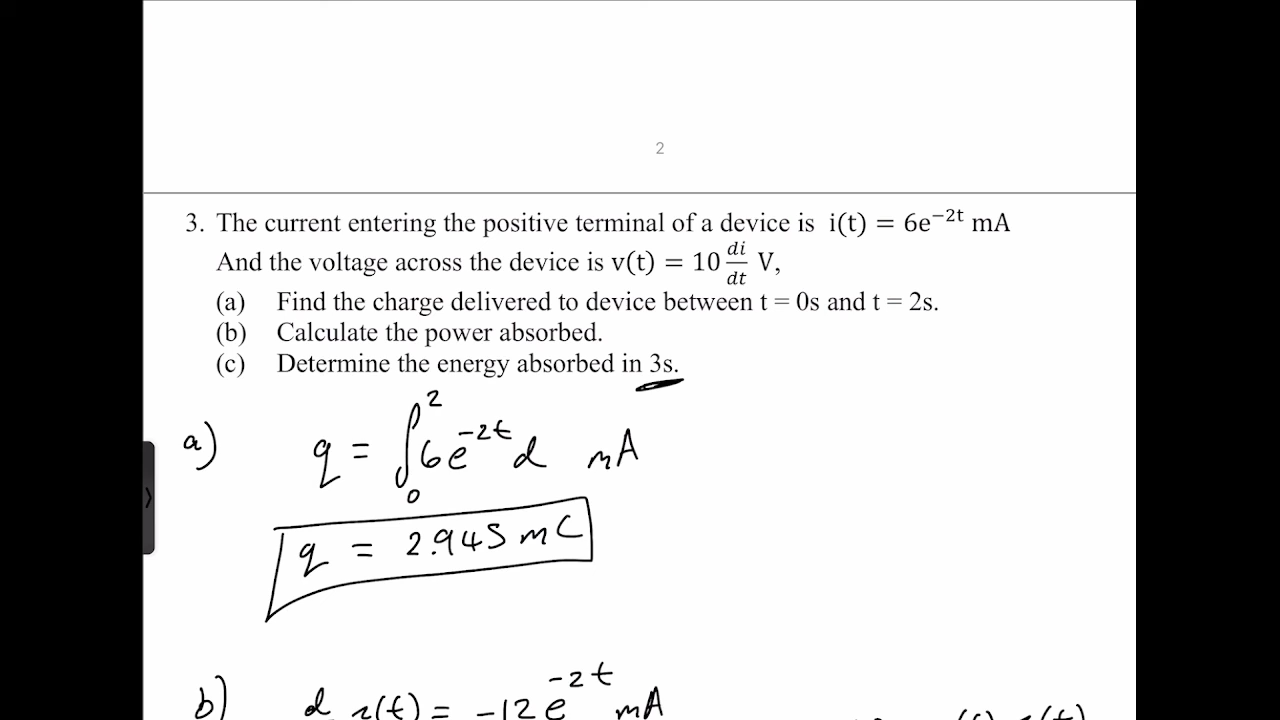 2
3. The current entering the positive terminal of a device is i(t) = 6e⁻²ᵗ mA
And the voltage across the device is v(t) = 10 di/dt V,
(a) Find the charge delivered to device between t = 0s and t = 2s.
(b) Calculate the power absorbed.
(c) Determine the energy absorbed in 3s.
a) q = ∫₀² 6e⁻²ᵗ d mA
q = 2.945 mC
b) d i(t) = -12e⁻²ᵗ mA